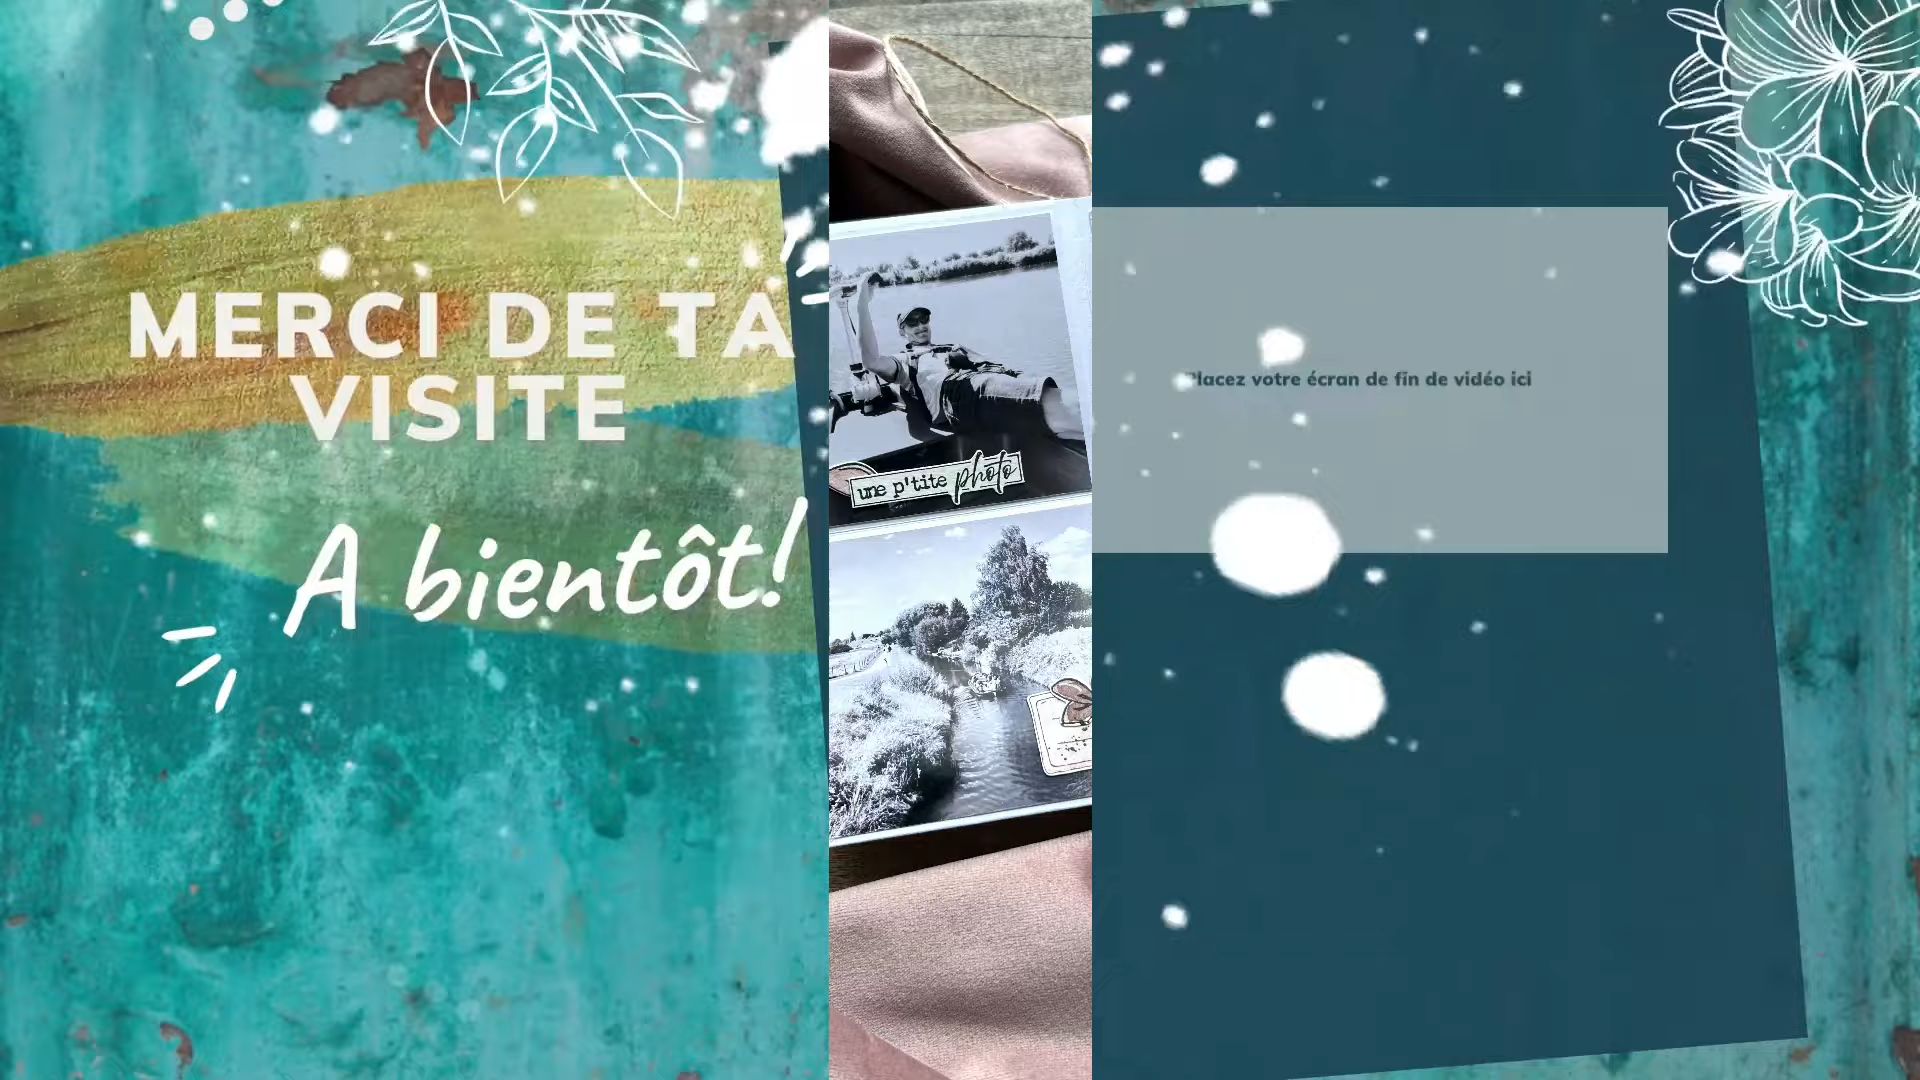 MERCI DE TA
VISITE
A bientôt!
une p'tite photo
Placez votre écran de fin de vidéo ici